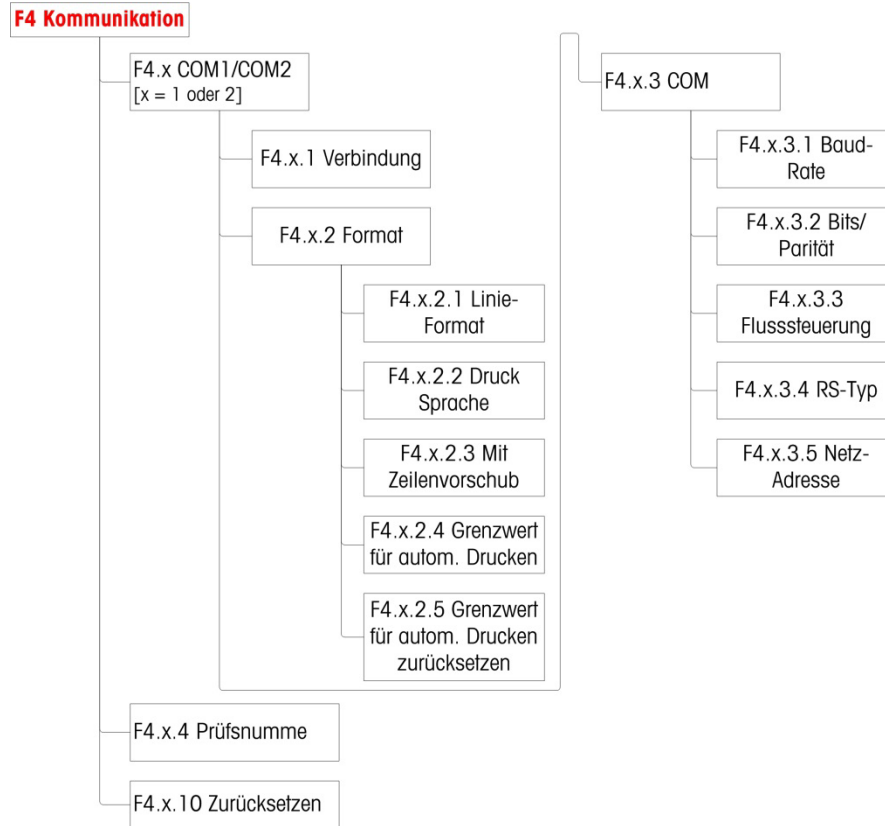 F4 Kommunikation
F4.x COM1/COM2
[x = 1 oder 2]
F4.x.1 Verbindung
F4.x.2 Format
F4.x.2.1 Linie-
Format
F4.x.2.2 Druck
Sprache
F4.x.2.3 Mit
Zeilenvorschub
F4.x.2.4 Grenzwert
für autom. Drucken
F4.x.2.5 Grenzwert
für autom. Drucken
zurücksetzen
F4.x.3 COM
F4.x.3.1 Baud-
Rate
F4.x.3.2 Bits/
Parität
F4.x.3.3
Flusssteuerung
F4.x.3.4 RS-Typ
F4.x.3.5 Netz-
Adresse
F4.x.4 Prüfsnumme
F4.x.10 Zurücksetzen